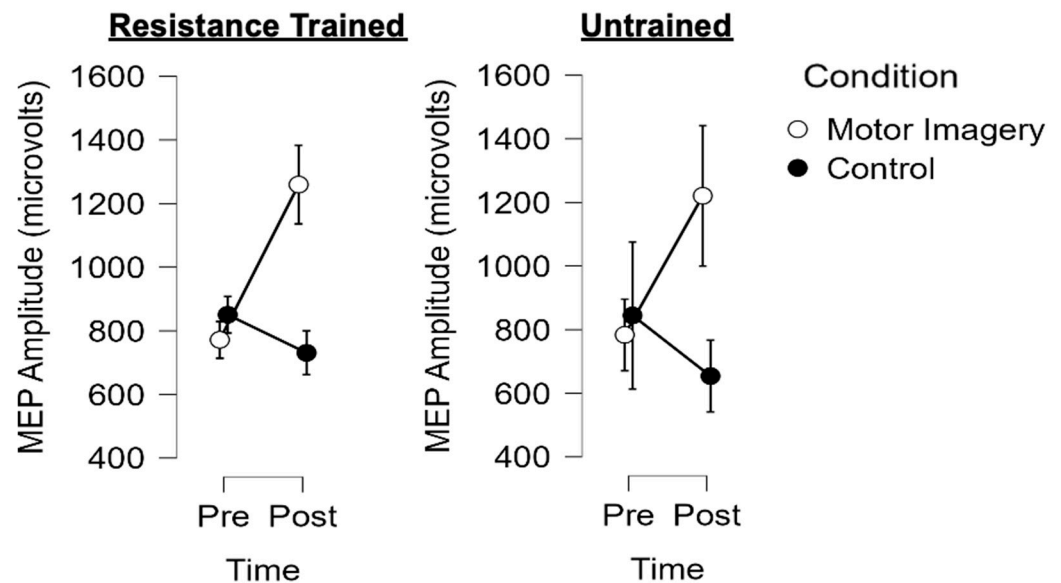 Resistance Trained
MEP Amplitude (microvolts)
1600
1400
1200
1000
800
600
400
Pre Post
Time
Untrained
MEP Amplitude (microvolts)
1600
1400
1200
1000
800
600
400
Pre Post
Time
Condition
Motor Imagery
Control